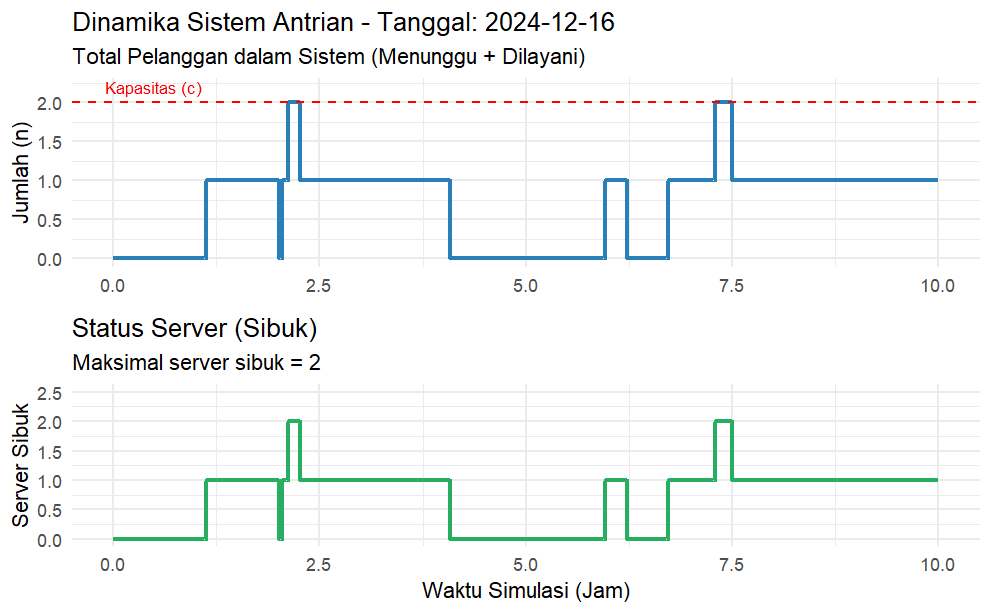 Dinamika Sistem Antrian - Tanggal: 2024-12-16
Total Pelanggan dalam Sistem (Menunggu + Dilayani)
Kapasitas (c)
Jumlah (n)
2.0
1.5
1.0
0.5
0.0
0.0 2.5 5.0 7.5 10.0
Status Server (Sibuk)
Maksimal server sibuk = 2
Server Sibuk
2.5
2.0
1.5
1.0
0.5
0.0
0.0 2.5 5.0 7.5 10.0
Waktu Simulasi (Jam)